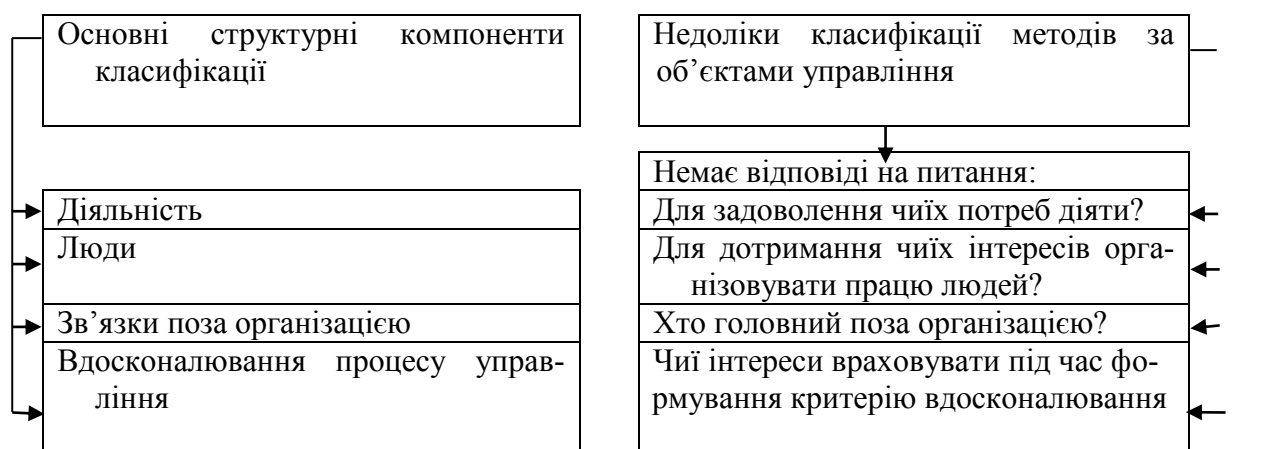 Основні структурні компоненти
класифікації
Недоліки класифікації методів за
об’єктами управління
Немає відповіді на питання:
Діяльність
Для задоволення чиїх потреб діяти?
Люди
Для дотримання чиїх інтересів орга-
нізовувати працю людей?
Зв’язки поза організацією
Хто головний поза організацією?
Вдосконалювання процесу управ-
ління
Чиї інтереси враховувати під час фо-
рмування критерію вдосконалювання